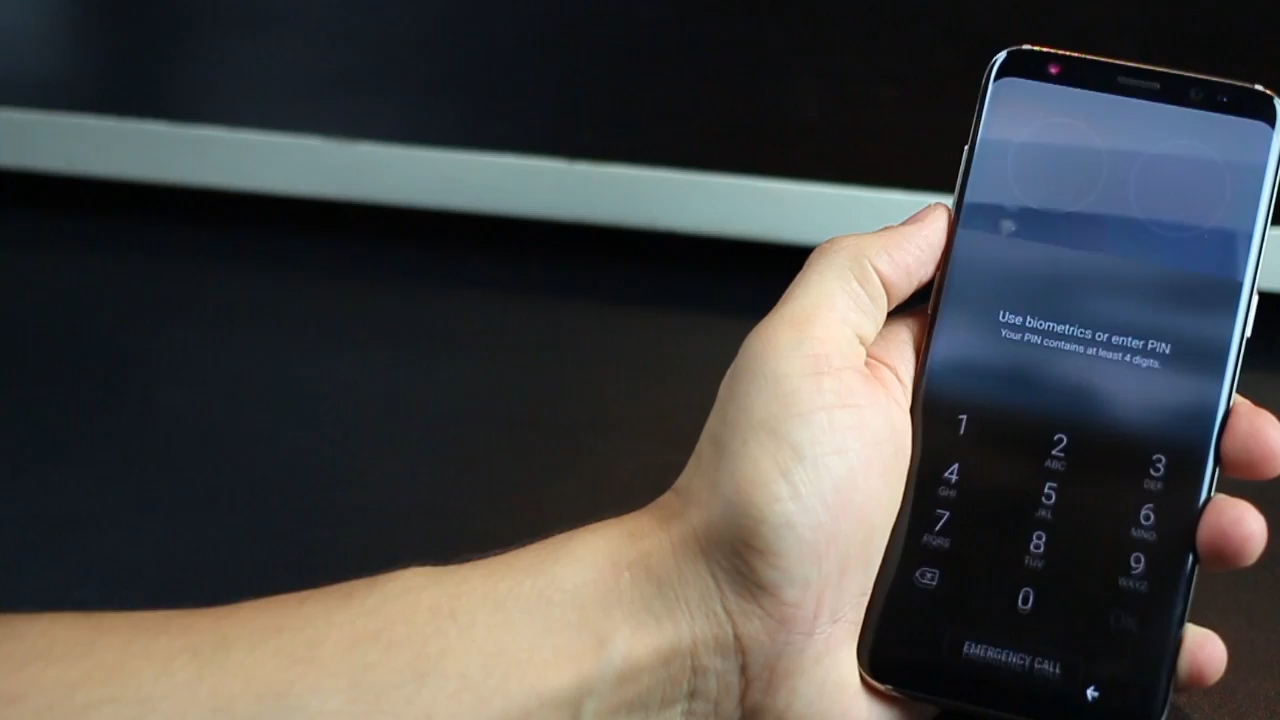 Use biometrics or enter PIN
Your PIN contains at least 4 digits.
1 2 3
ABC DEF
4 5 6
GHI JKL MNO
7 8 9
PQRS TUV WXYZ
0 OK
EMERGENCY CALL